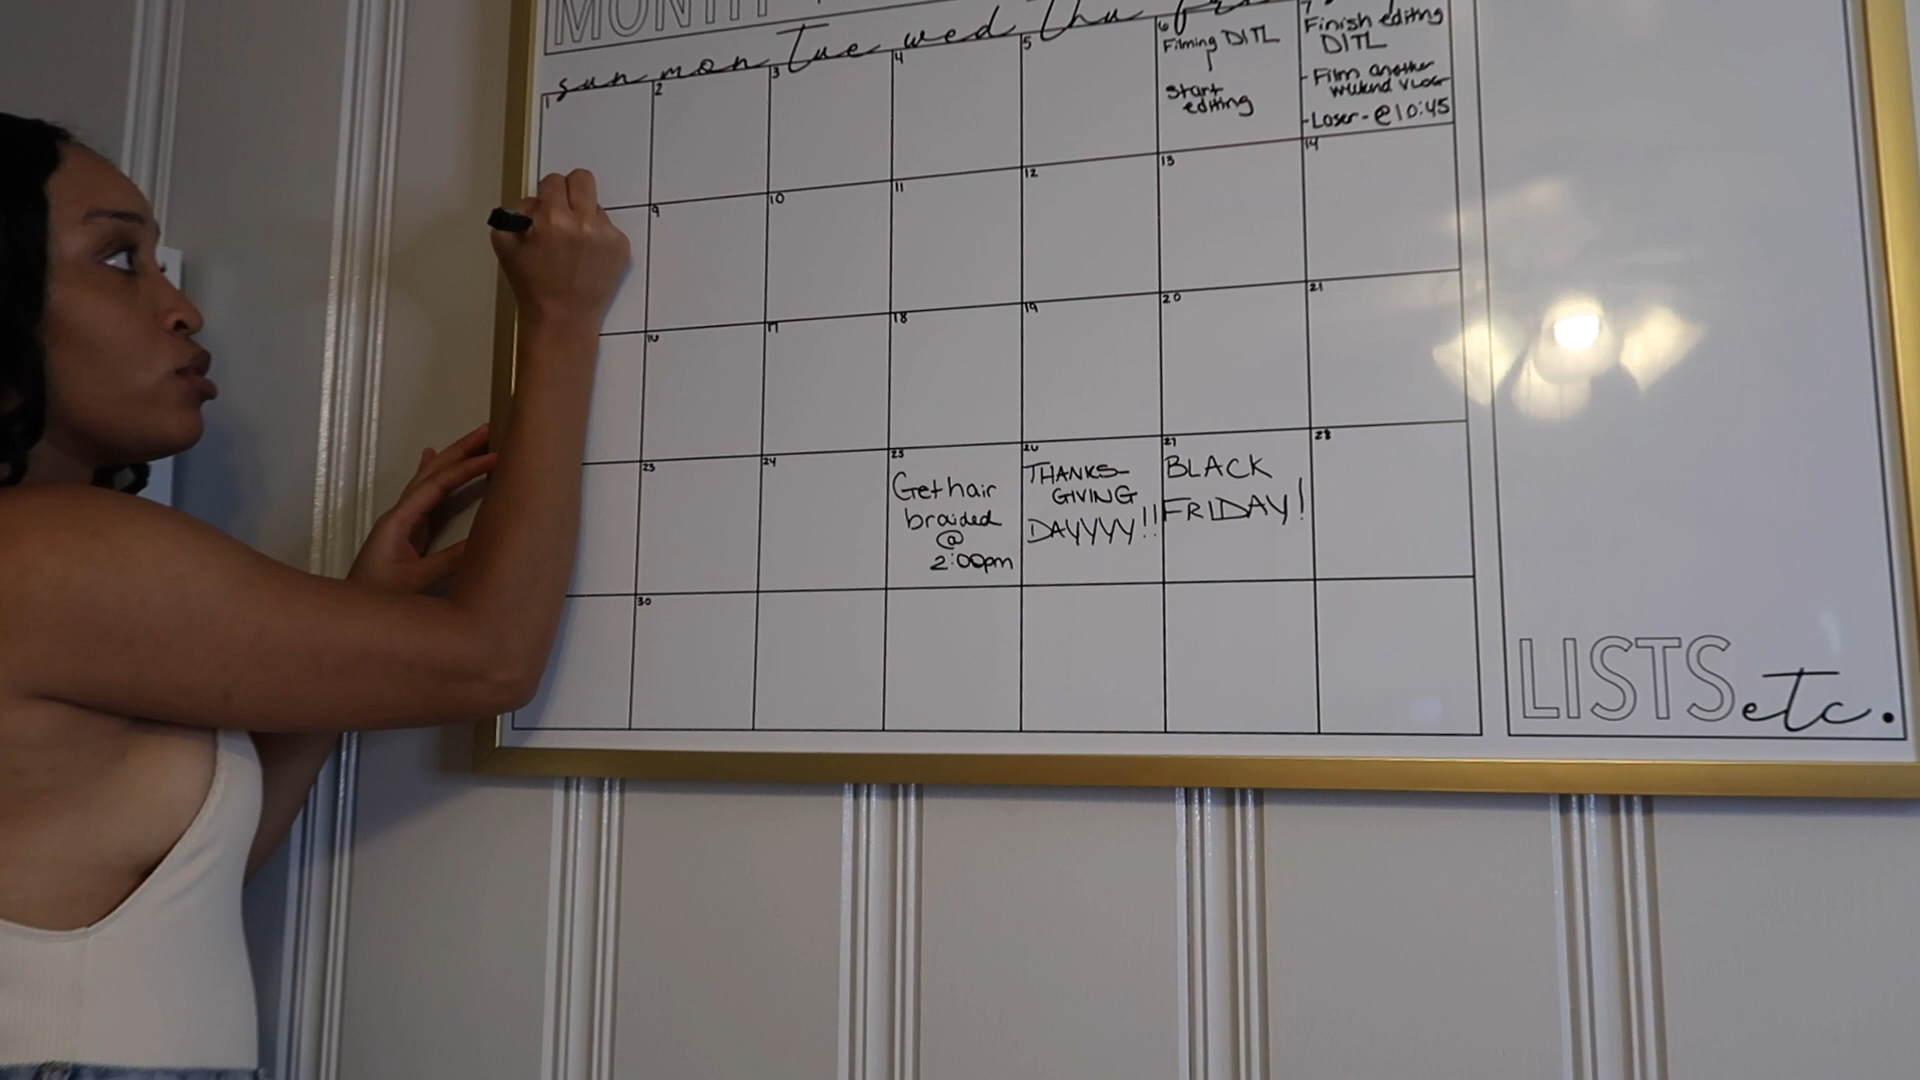 MONTH
sun mon Tue wed Thu fri
1
2
3
4
5
6
Filming DITL
start
editing
7
Finish editing
DITL
- Film another
weekend vlog
- Loser - @10:45
9
10
11
12
13
14
16
17
18
19
20
21
23
24
25
Get hair
braided
@
2:00pm
26
THANKS-
GIVING
DAYYYY!!
27
BLACK
FRIDAY!
28
30
LISTS etc.